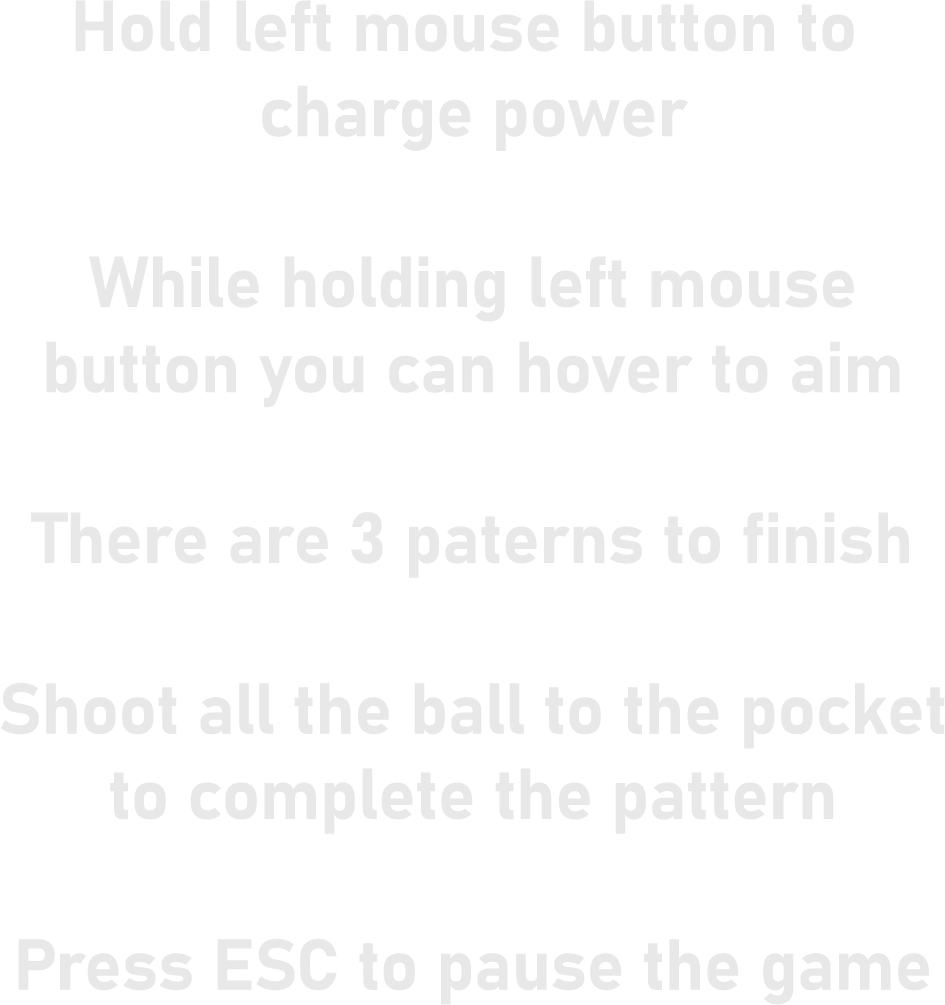 Hold left mouse button to
charge power
While holding left mouse
button you can hover to aim
There are 3 paterns to finish
Shoot all the ball to the pocket
to complete the pattern
Press ESC to pause the game